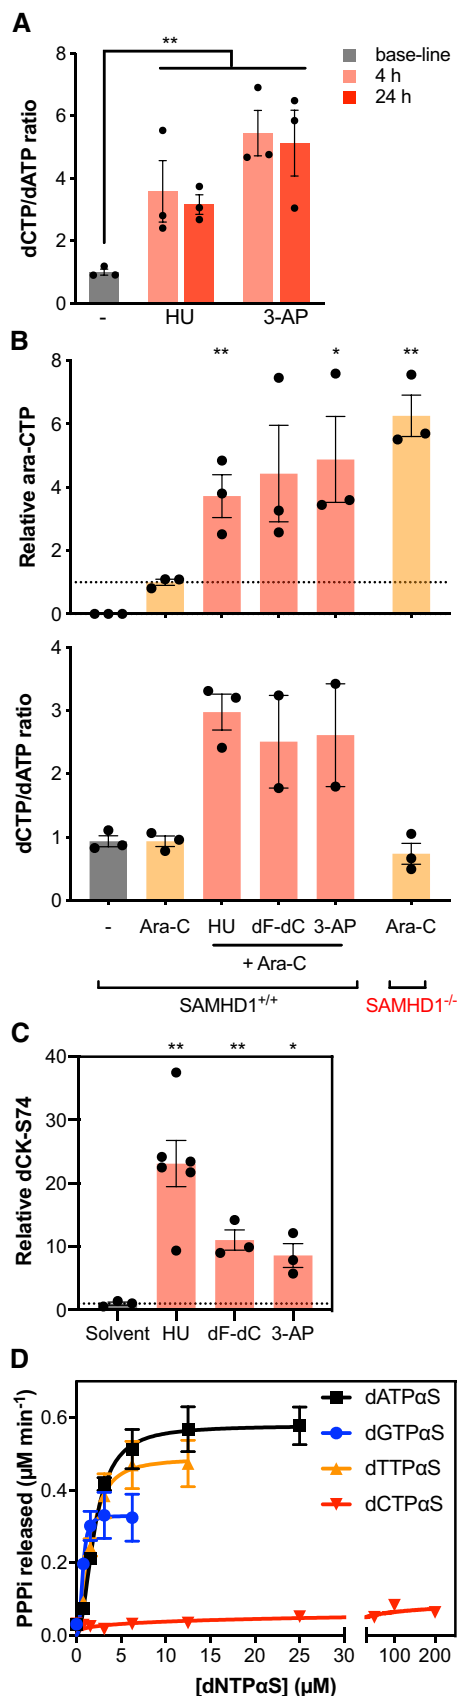 A
**
base-line
4 h
24 h
dCTP/dATP ratio
8
6
4
2
0
- HU 3-AP
B
** * **
Relative ara-CTP
8
6
4
2
0
dCTP/dATP ratio
4
3
2
1
0
- Ara-C HU dF-dC 3-AP Ara-C
+ Ara-C
SAMHD1+/+ SAMHD1-/-
C
** ** *
Relative dCK-S74
40
30
20
10
0
Solvent HU dF-dC 3-AP
D
PPPi released (µM min-1)
0.6
0.4
0.2
0.0
dATPαS
dGTPαS
dTTPαS
dCTPαS
0 5 10 15 20 25 30 100 200
[dNTPαS] (µM)